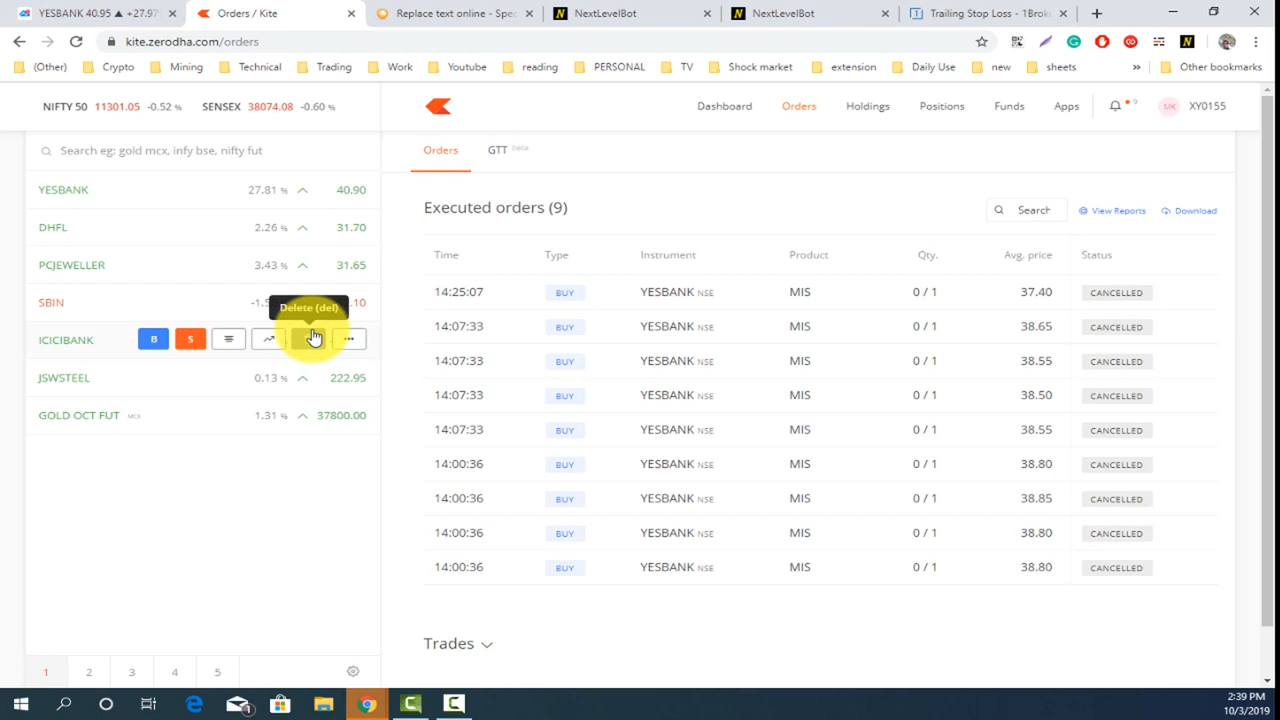 YESBANK 40.95 ▲ +27.97
Orders / Kite
Replace text online - Spec
NextLevelBot
NextLevelBot
Trailing Stop Loss - 1Brok
kite.zerodha.com/orders
(Other) Crypto Mining Technical Trading Work Youtube reading PERSONAL TV Shock market extension Daily Use new sheets » Other bookmarks
NIFTY 50 11301.05 -0.52 % SENSEX 38074.08 -0.60 %
Dashboard Orders Holdings Positions Funds Apps 9 MK XY0155
Search eg: gold mcx, infy bse, nifty fut
Orders GTT beta
YESBANK 27.81 % 40.90
DHFL 2.26 % 31.70
PCJEWELLER 3.43 % 31.65
SBIN
Delete (del)
ICICIBANK B S
JSWSTEEL 0.13 % 222.95
GOLD OCT FUT MCX 1.31 % 37800.00
1 2 3 4 5
Executed orders (9)
Search View Reports Download
Time Type Instrument Product Qty. Avg. price Status
14:25:07 BUY YESBANK NSE MIS 0 / 1 37.40 CANCELLED
14:07:33 BUY YESBANK NSE MIS 0 / 1 38.65 CANCELLED
14:07:33 BUY YESBANK NSE MIS 0 / 1 38.55 CANCELLED
14:07:33 BUY YESBANK NSE MIS 0 / 1 38.50 CANCELLED
14:07:33 BUY YESBANK NSE MIS 0 / 1 38.55 CANCELLED
14:00:36 BUY YESBANK NSE MIS 0 / 1 38.80 CANCELLED
14:00:36 BUY YESBANK NSE MIS 0 / 1 38.85 CANCELLED
14:00:36 BUY YESBANK NSE MIS 0 / 1 38.80 CANCELLED
14:00:36 BUY YESBANK NSE MIS 0 / 1 38.80 CANCELLED
Trades
2:39 PM
10/3/2019